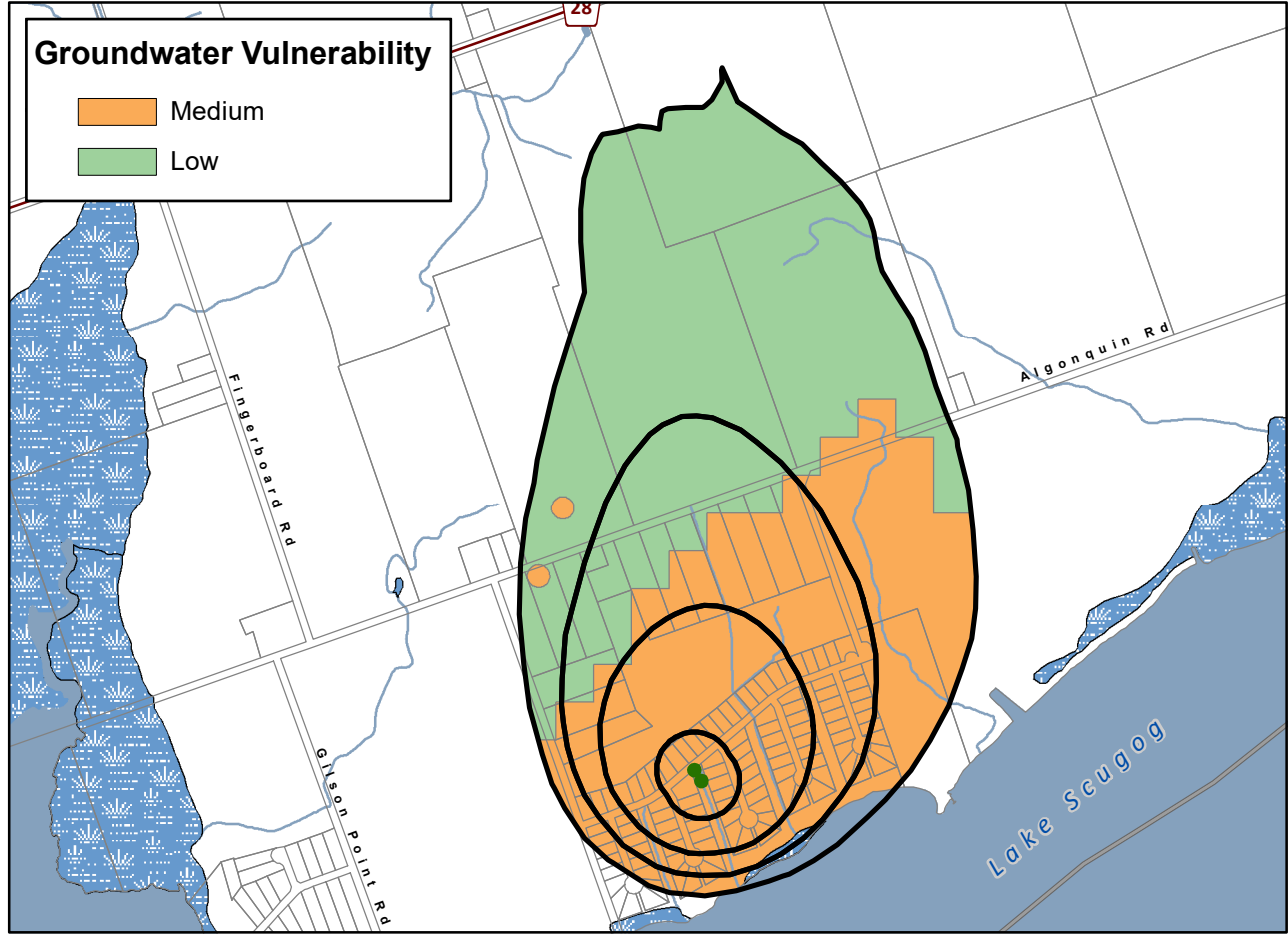 28
Groundwater Vulnerability
Medium
Low
Algonquin Rd
Fingerboard Rd
Gilson Point Rd
Lake Scugog